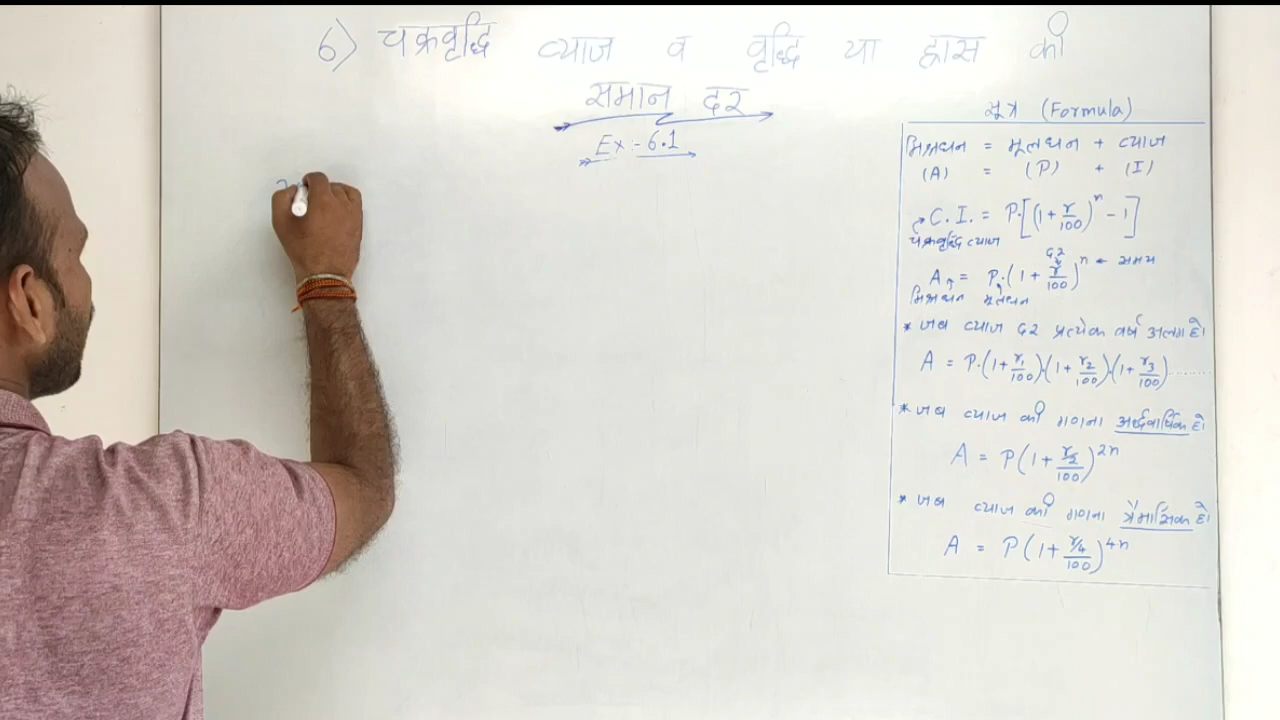 6) चक्रवृद्धि ब्याज व वृद्धि या ह्रास की
समान दर
Ex :- 6.1
सूत्र (Formula)
मिश्रधन = मूलधन + ब्याज
(A) = (P) + (I)
C. I. = P·[(1 + r/100)^n - 1]
चक्रवृद्धि ब्याज
दर
A = P·(1 + r/100)^n ← समय
मिश्रधन मूलधन
* जब ब्याज दर प्रत्येक वर्ष अलग हो
A = P·(1 + r₁/100)·(1 + r₂/100)·(1 + r₃/100) ........
* जब ब्याज की गणना अर्द्धवार्षिक हो
A = P(1 + r/2/100)^2n
* जब ब्याज की गणना त्रैमासिक हो
A = P(1 + r/4/100)^4n